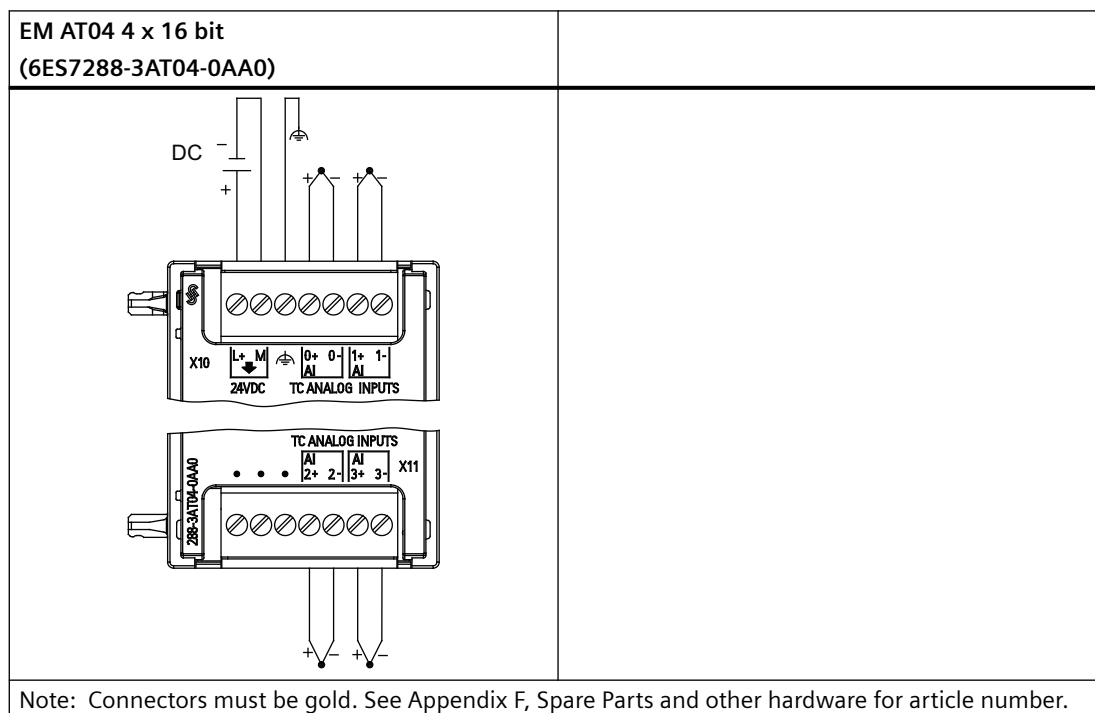 EM AT04 4 x 16 bit
(6ES7288-3AT04-0AA0)
DC
−
+
+ − + −
X10
L+ M 0+ 0- 1+ 1-
AI AI
24VDC TC ANALOG INPUTS
TC ANALOG INPUTS
AI AI
2+ 2- 3+ 3-
X11
288-3AT04-0AA0
+ − + −
Note: Connectors must be gold. See Appendix F, Spare Parts and other hardware for article number.